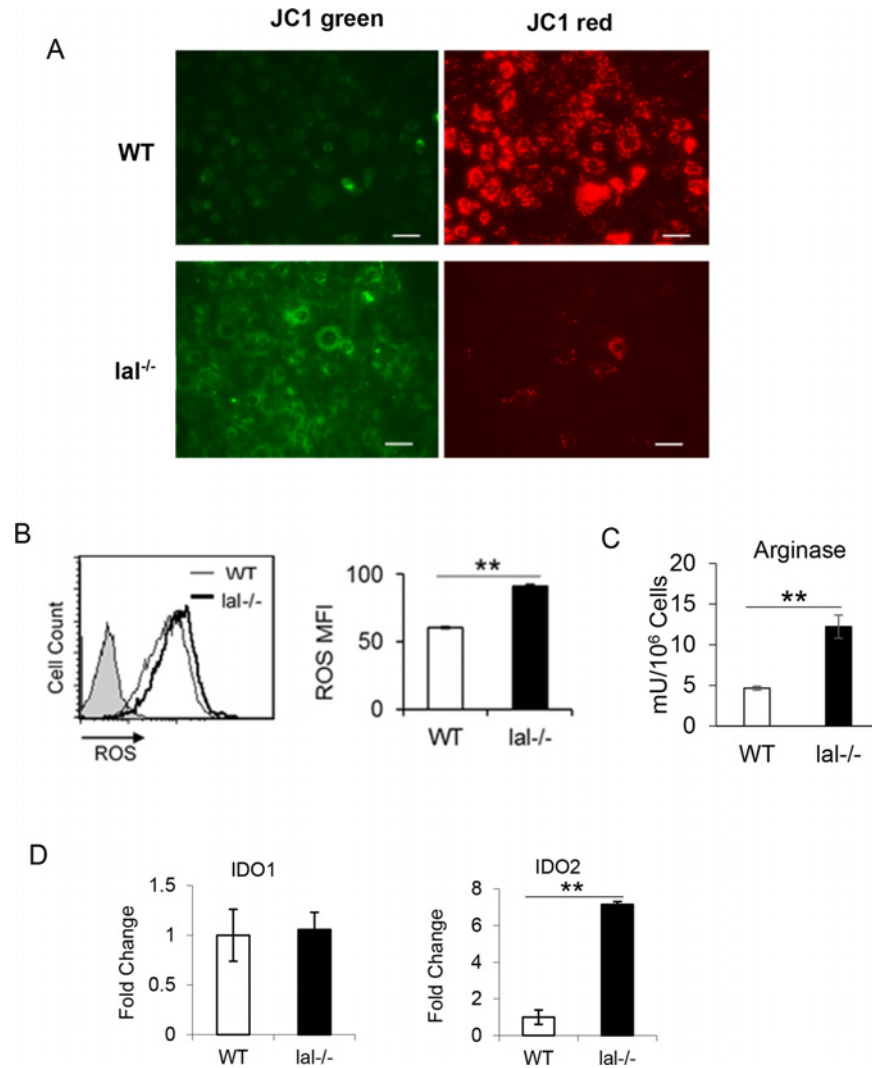 JC1 green JC1 red
A
WT
lal-/-
B
Cell Count
WT
lal-/-
ROS
ROS MFI
100
50
0
**
WT lal-/-
C
Arginase
mU/10⁶ Cells
20
15
10
5
0
**
WT lal-/-
D
IDO1
Fold Change
1.5
1
0.5
0
WT lal-/-
IDO2
Fold Change
8
6
4
2
0
**
WT lal-/-